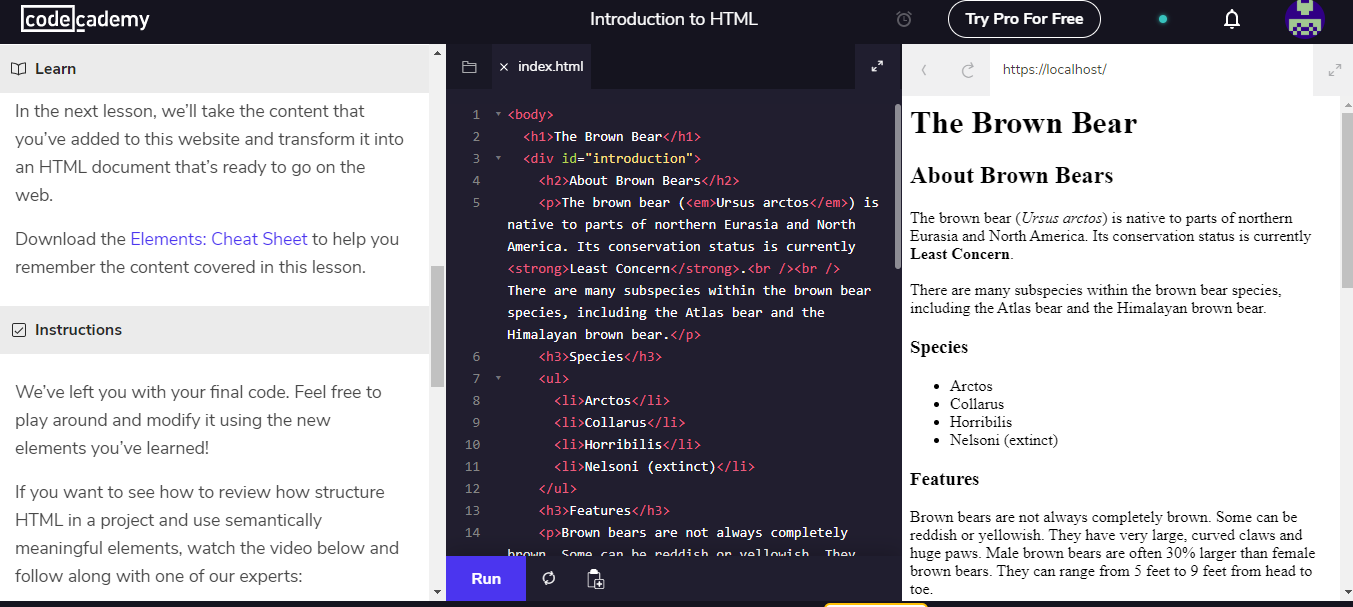 codecademy
Introduction to HTML
Try Pro For Free
Learn
In the next lesson, we’ll take the content that
you’ve added to this website and transform it into
an HTML document that’s ready to go on the
web.
Download the Elements: Cheat Sheet to help you
remember the content covered in this lesson.
Instructions
We’ve left you with your final code. Feel free to
play around and modify it using the new
elements you’ve learned!
If you want to see how to review how structure
HTML in a project and use semantically
meaningful elements, watch the video below and
follow along with one of our experts:
index.html
1 <body>
2 <h1>The Brown Bear</h1>
3 <div id="introduction">
4 <h2>About Brown Bears</h2>
5 <p>The brown bear (<em>Ursus arctos</em>) is
native to parts of northern Eurasia and North
America. Its conservation status is currently
<strong>Least Concern</strong>.<br /><br />
There are many subspecies within the brown bear
species, including the Atlas bear and the
Himalayan brown bear.</p>
6 <h3>Species</h3>
7 <ul>
8 <li>Arctos</li>
9 <li>Collarus</li>
10 <li>Horribilis</li>
11 <li>Nelsoni (extinct)</li>
12 </ul>
13 <h3>Features</h3>
14 <p>Brown bears are not always completely
brown. Some can be reddish or yellowish. They
Run
https://localhost/
The Brown Bear
About Brown Bears
The brown bear (Ursus arctos) is native to parts of northern
Eurasia and North America. Its conservation status is currently
Least Concern.
There are many subspecies within the brown bear species,
including the Atlas bear and the Himalayan brown bear.
Species
Arctos
Collarus
Horribilis
Nelsoni (extinct)
Features
Brown bears are not always completely brown. Some can be
reddish or yellowish. They have very large, curved claws and
huge paws. Male brown bears are often 30% larger than female
brown bears. They can range from 5 feet to 9 feet from head to
toe.